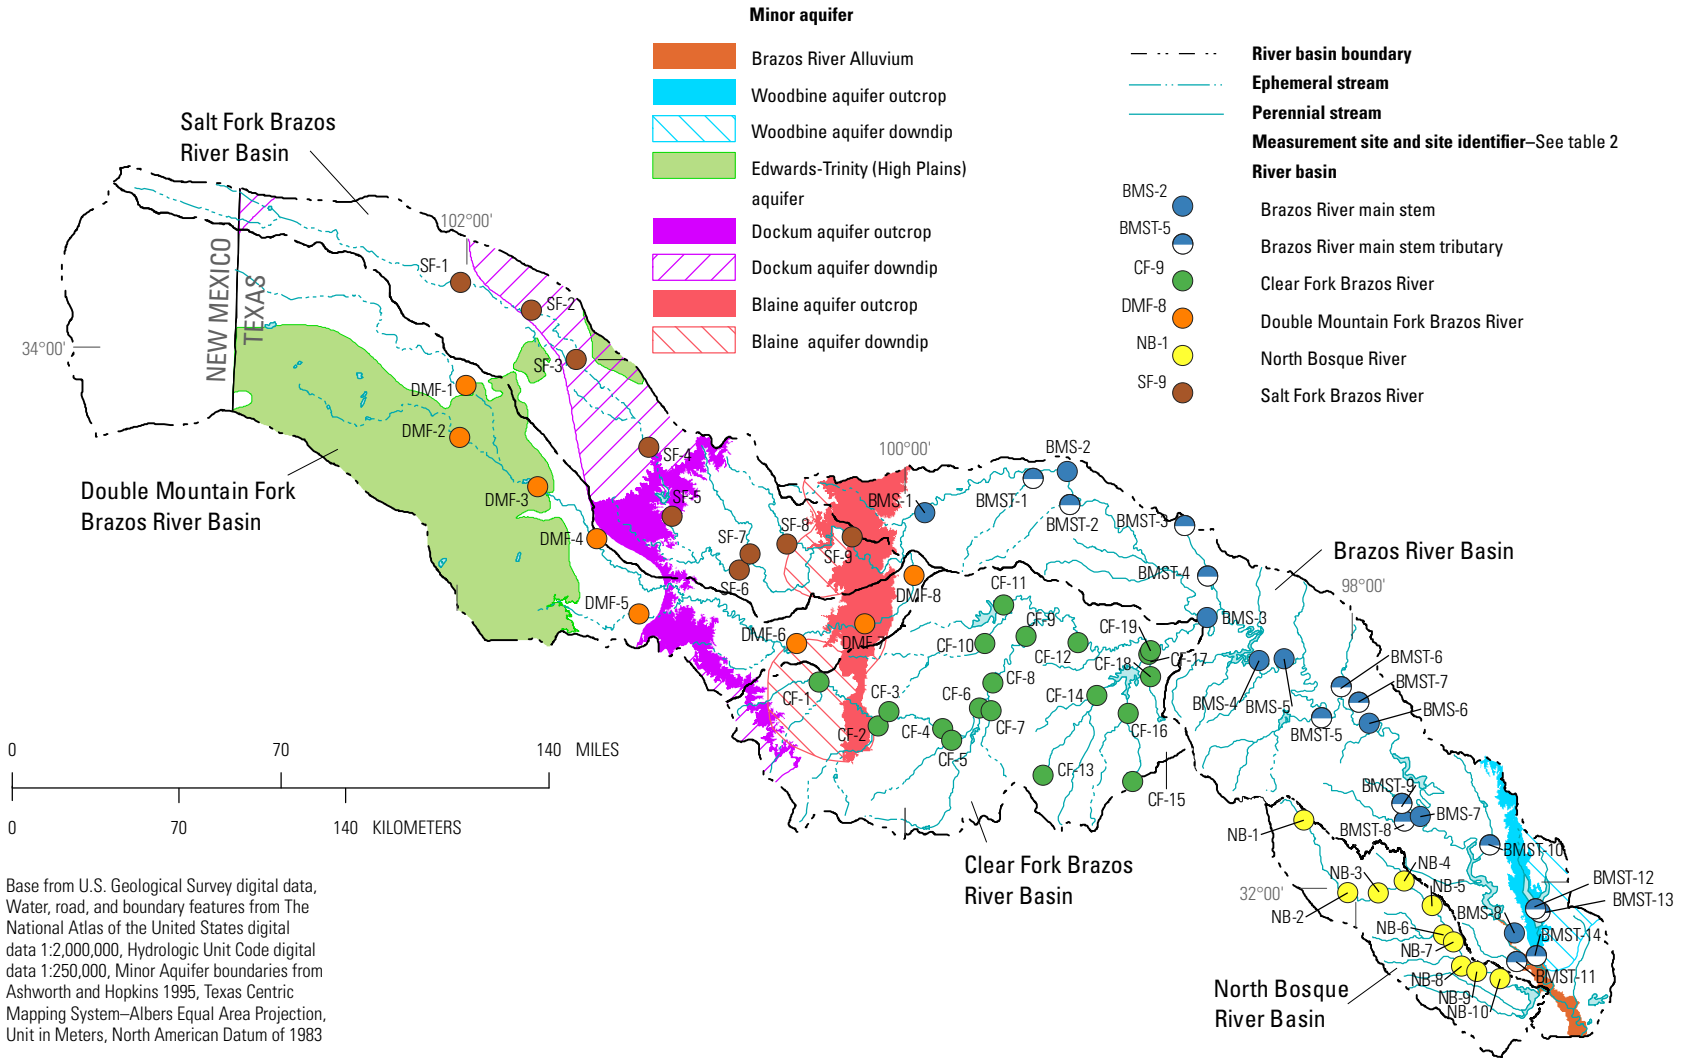 Minor aquifer
Brazos River Alluvium
Woodbine aquifer outcrop
Woodbine aquifer downdip
Edwards-Trinity (High Plains)
aquifer
Dockum aquifer outcrop
Dockum aquifer downdip
Blaine aquifer outcrop
Blaine aquifer downdip
River basin boundary
Ephemeral stream
Perennial stream
Measurement site and site identifier–See table 2
River basin
BMS-2
Brazos River main stem
BMST-5
Brazos River main stem tributary
CF-9
Clear Fork Brazos River
DMF-8
Double Mountain Fork Brazos River
NB-1
North Bosque River
SF-9
Salt Fork Brazos River
Salt Fork Brazos
River Basin
102°00'
NEW MEXICO
TEXAS
34°00'
SF-1
SF-2
SF-3
DMF-1
DMF-2
SF-4
SF-5
DMF-3
DMF-4
Double Mountain Fork
Brazos River Basin
DMF-5
SF-7
SF-6
SF-8
SF-9
DMF-6
DMF-7
DMF-8
100°00'
BMS-1
BMST-1
BMS-2
BMST-2
BMST-3
BMST-4
BMS-3
Brazos River Basin
98°00'
CF-11
CF-9
CF-10
CF-12
CF-19
CF-18
CF-17
CF-8
CF-6
CF-7
CF-14
CF-16
CF-1
CF-3
CF-2
CF-4
CF-5
CF-13
CF-15
BMS-4
BMS-5
BMST-6
BMST-7
BMS-6
BMST-5
BMST-9
BMS-7
BMST-8
BMST-10
BMST-12
BMST-13
BMS-8
BMST-14
BMST-11
NB-1
NB-3
NB-4
NB-5
32°00'
NB-2
NB-6
NB-7
NB-8
NB-9
NB-10
Clear Fork Brazos
River Basin
North Bosque
River Basin
0 70 140 MILES
0 70 140 KILOMETERS
Base from U.S. Geological Survey digital data,
Water, road, and boundary features from The
National Atlas of the United States digital
data 1:2,000,000, Hydrologic Unit Code digital
data 1:250,000, Minor Aquifer boundaries from
Ashworth and Hopkins 1995, Texas Centric
Mapping System–Albers Equal Area Projection,
Unit in Meters, North American Datum of 1983